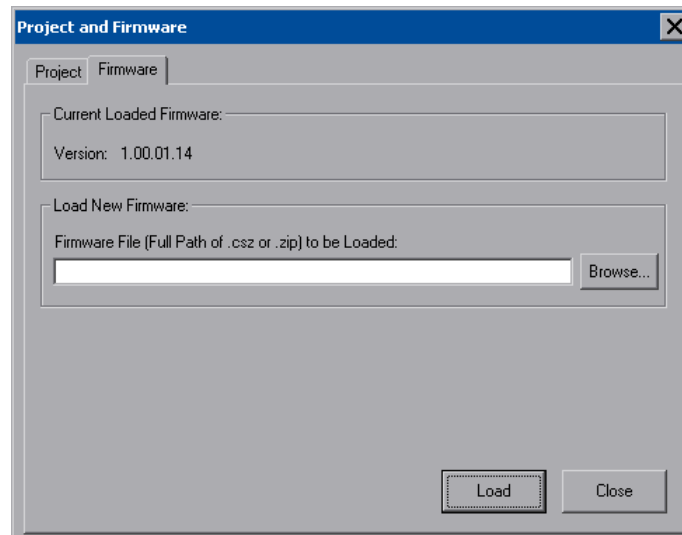 Project and Firmware
Project Firmware
Current Loaded Firmware:
Version: 1.00.01.14
Load New Firmware:
Firmware File (Full Path of .csz or .zip) to be Loaded:
Browse...
Load Close